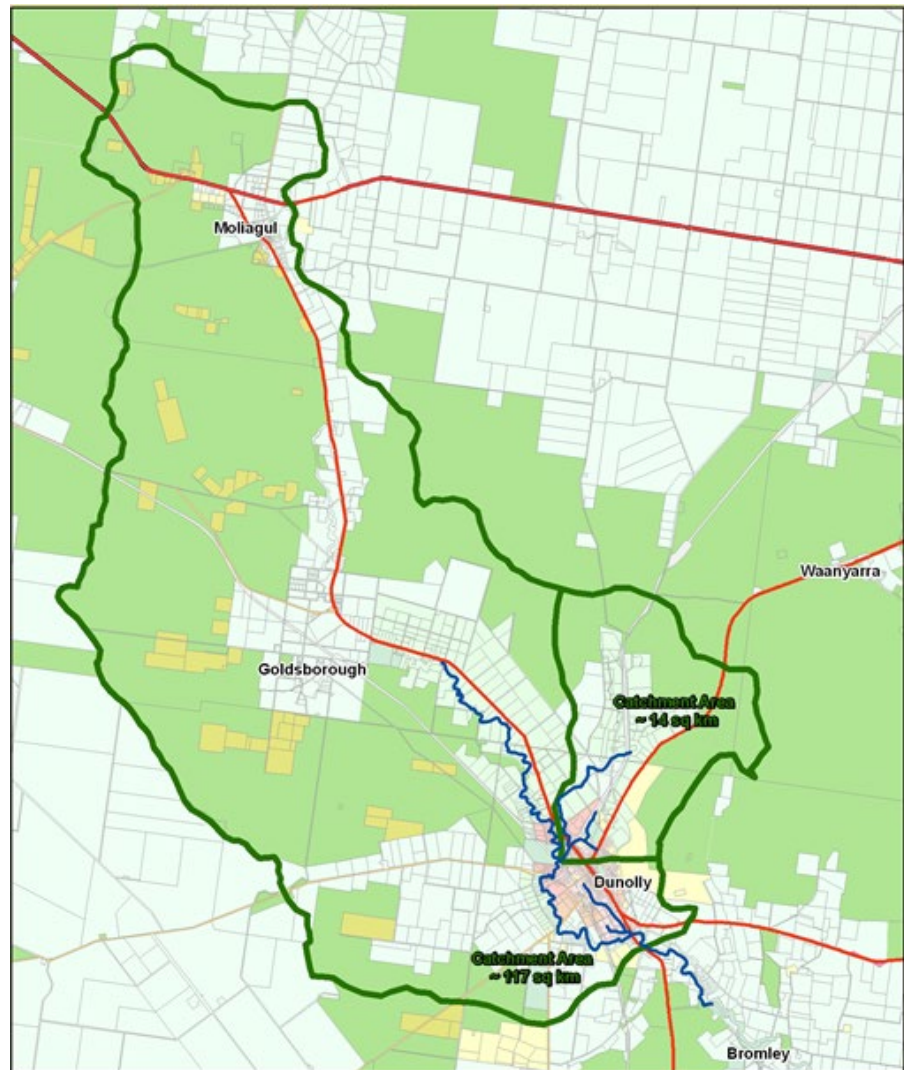 Moliagul
Waanyarra
Goldsborough
Catchment Area
~ 14 sq km
Dunolly
Catchment Area
~ 117 sq km
Bromley